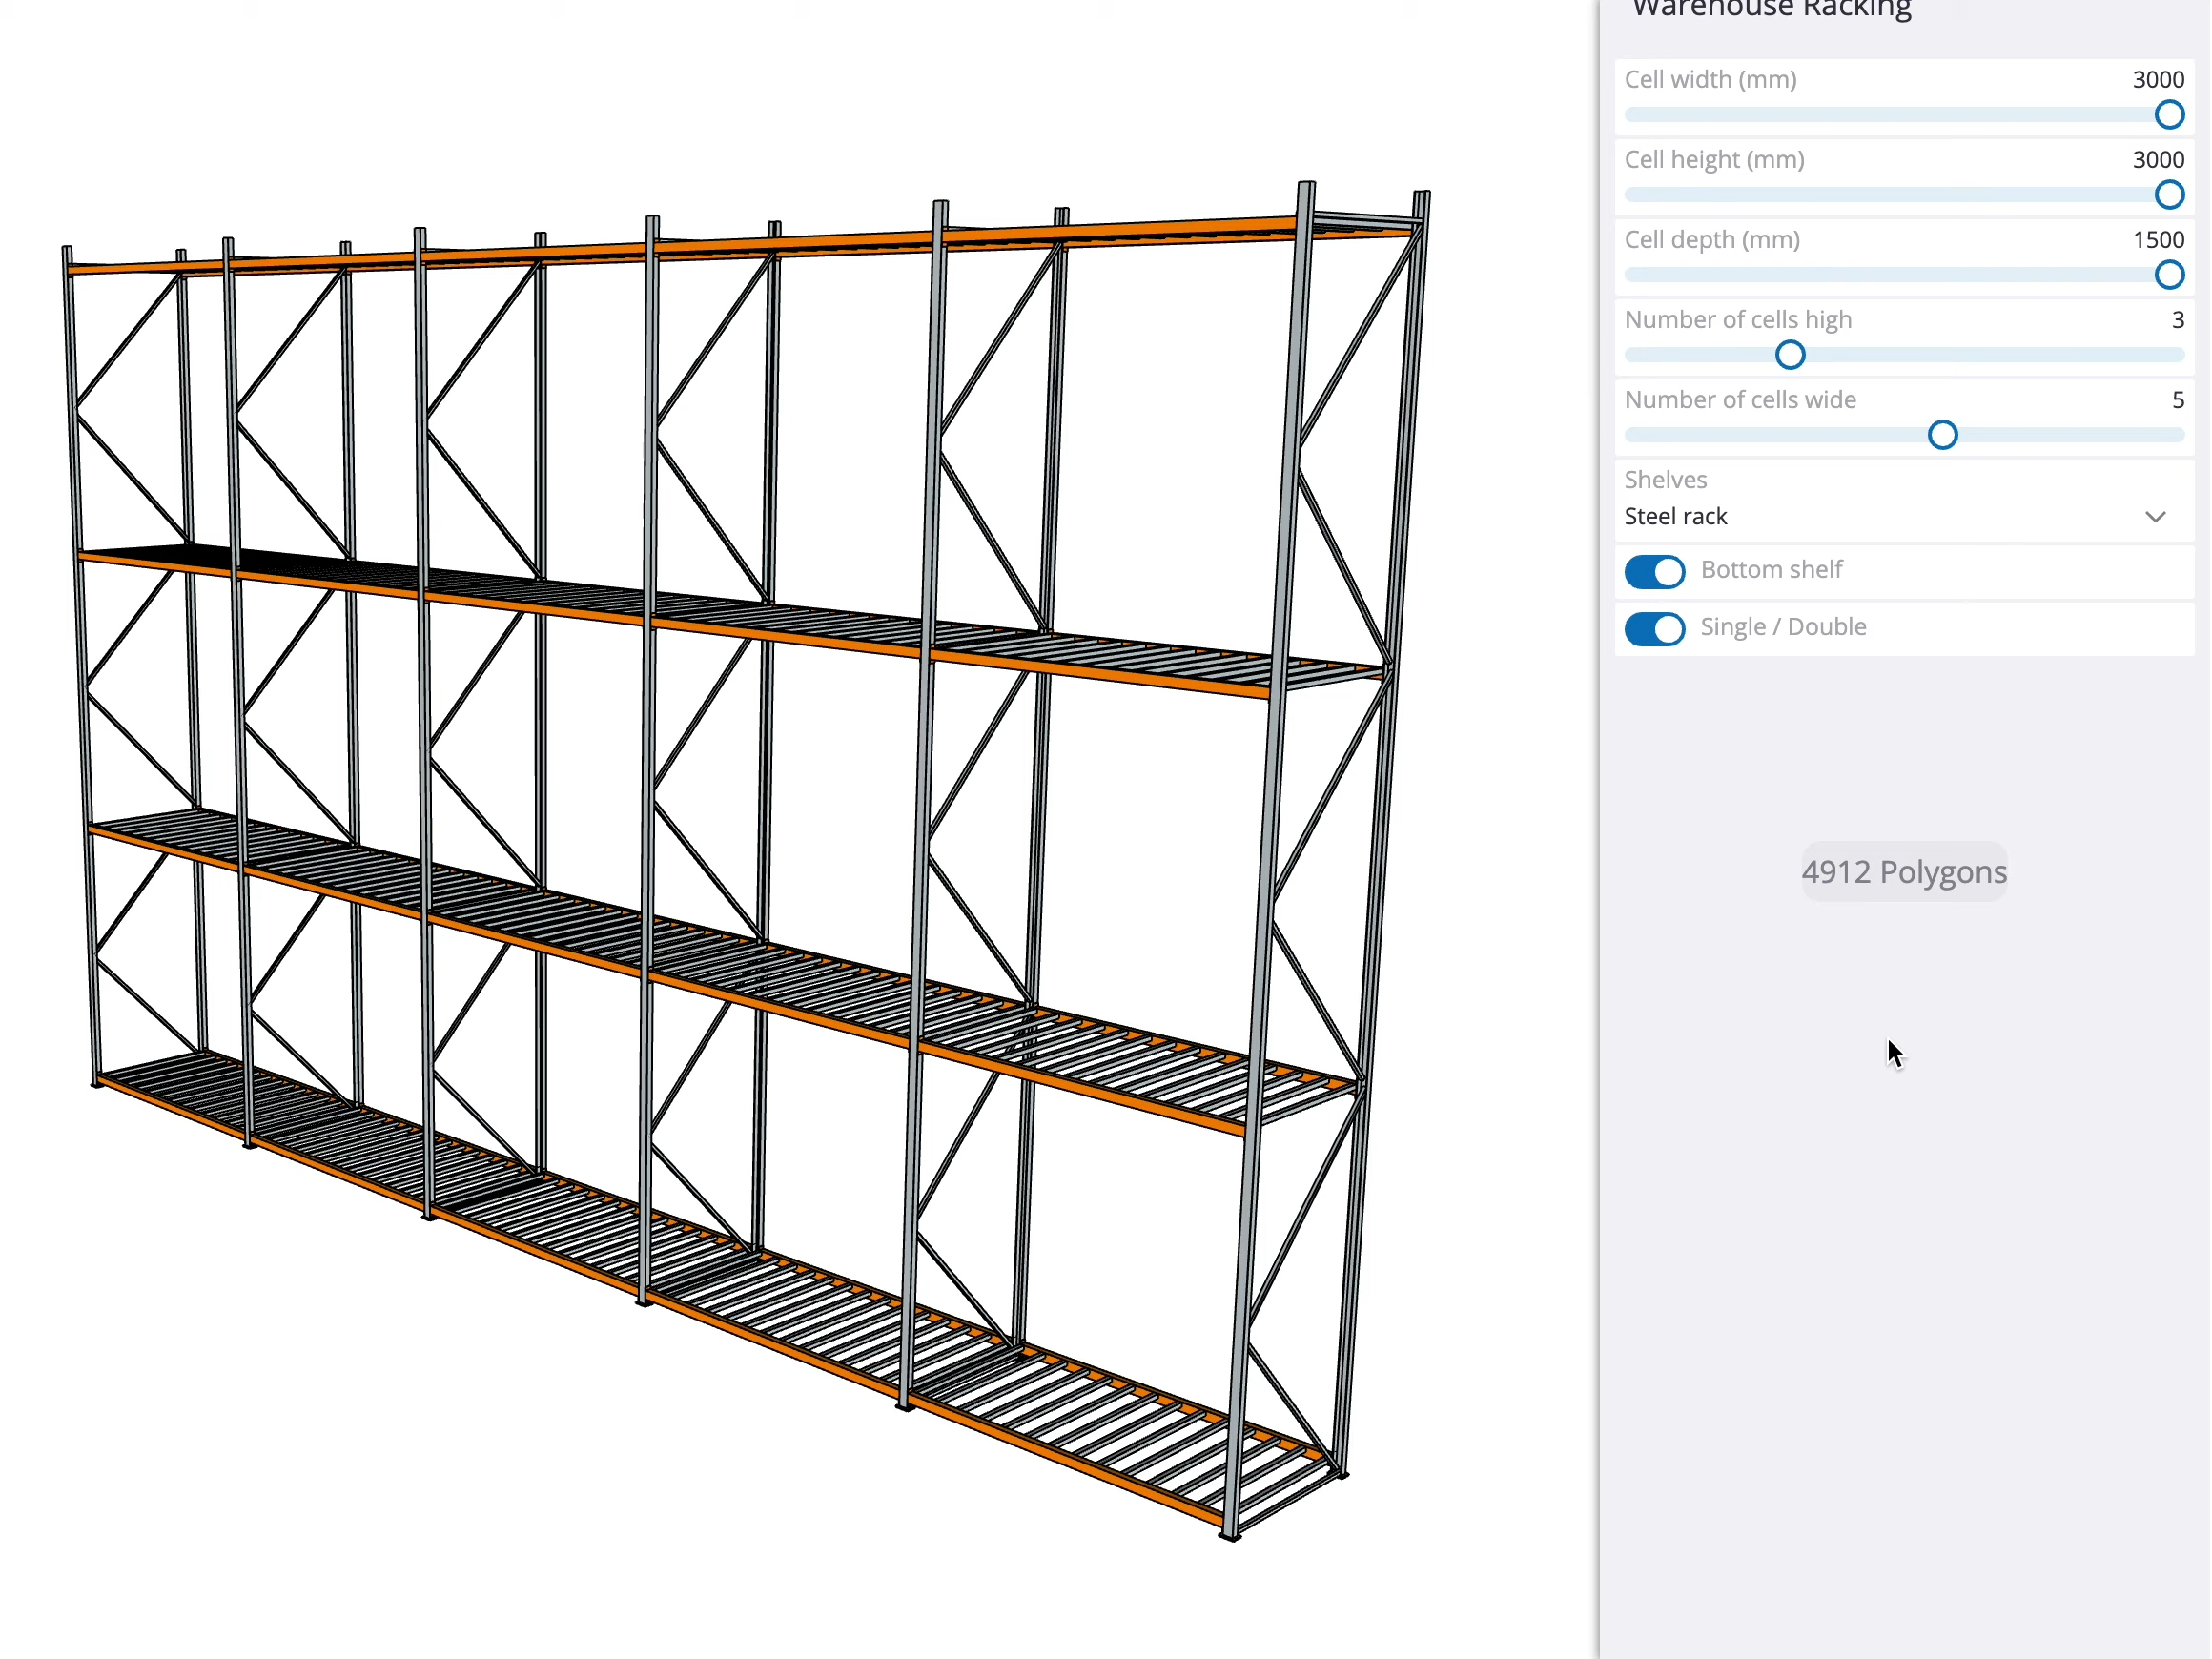 Warehouse Racking
Cell width (mm) 3000
Cell height (mm) 3000
Cell depth (mm) 1500
Number of cells high 3
Number of cells wide 5
Shelves
Steel rack
Bottom shelf
Single / Double
4912 Polygons